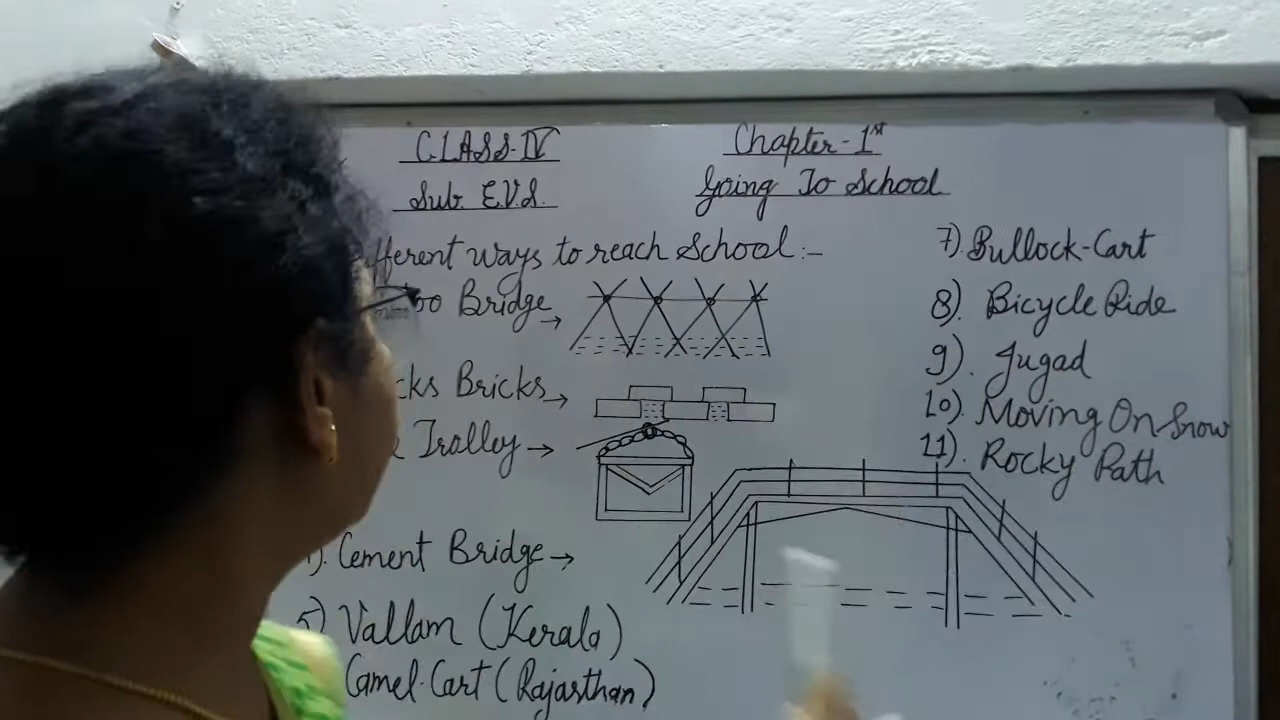 CLASS-IV
Sub. E.V.S.
Chapter-1st
Going To School
fferent ways to reach School :-
oo Bridge →
cks Bricks →
Trolley →
Cement Bridge →
5) Vallam (Kerala)
Camel-Cart (Rajasthan)
7). Bullock-Cart
8). Bicycle Ride
9). Jugad
10). Moving On Snow
11). Rocky Path